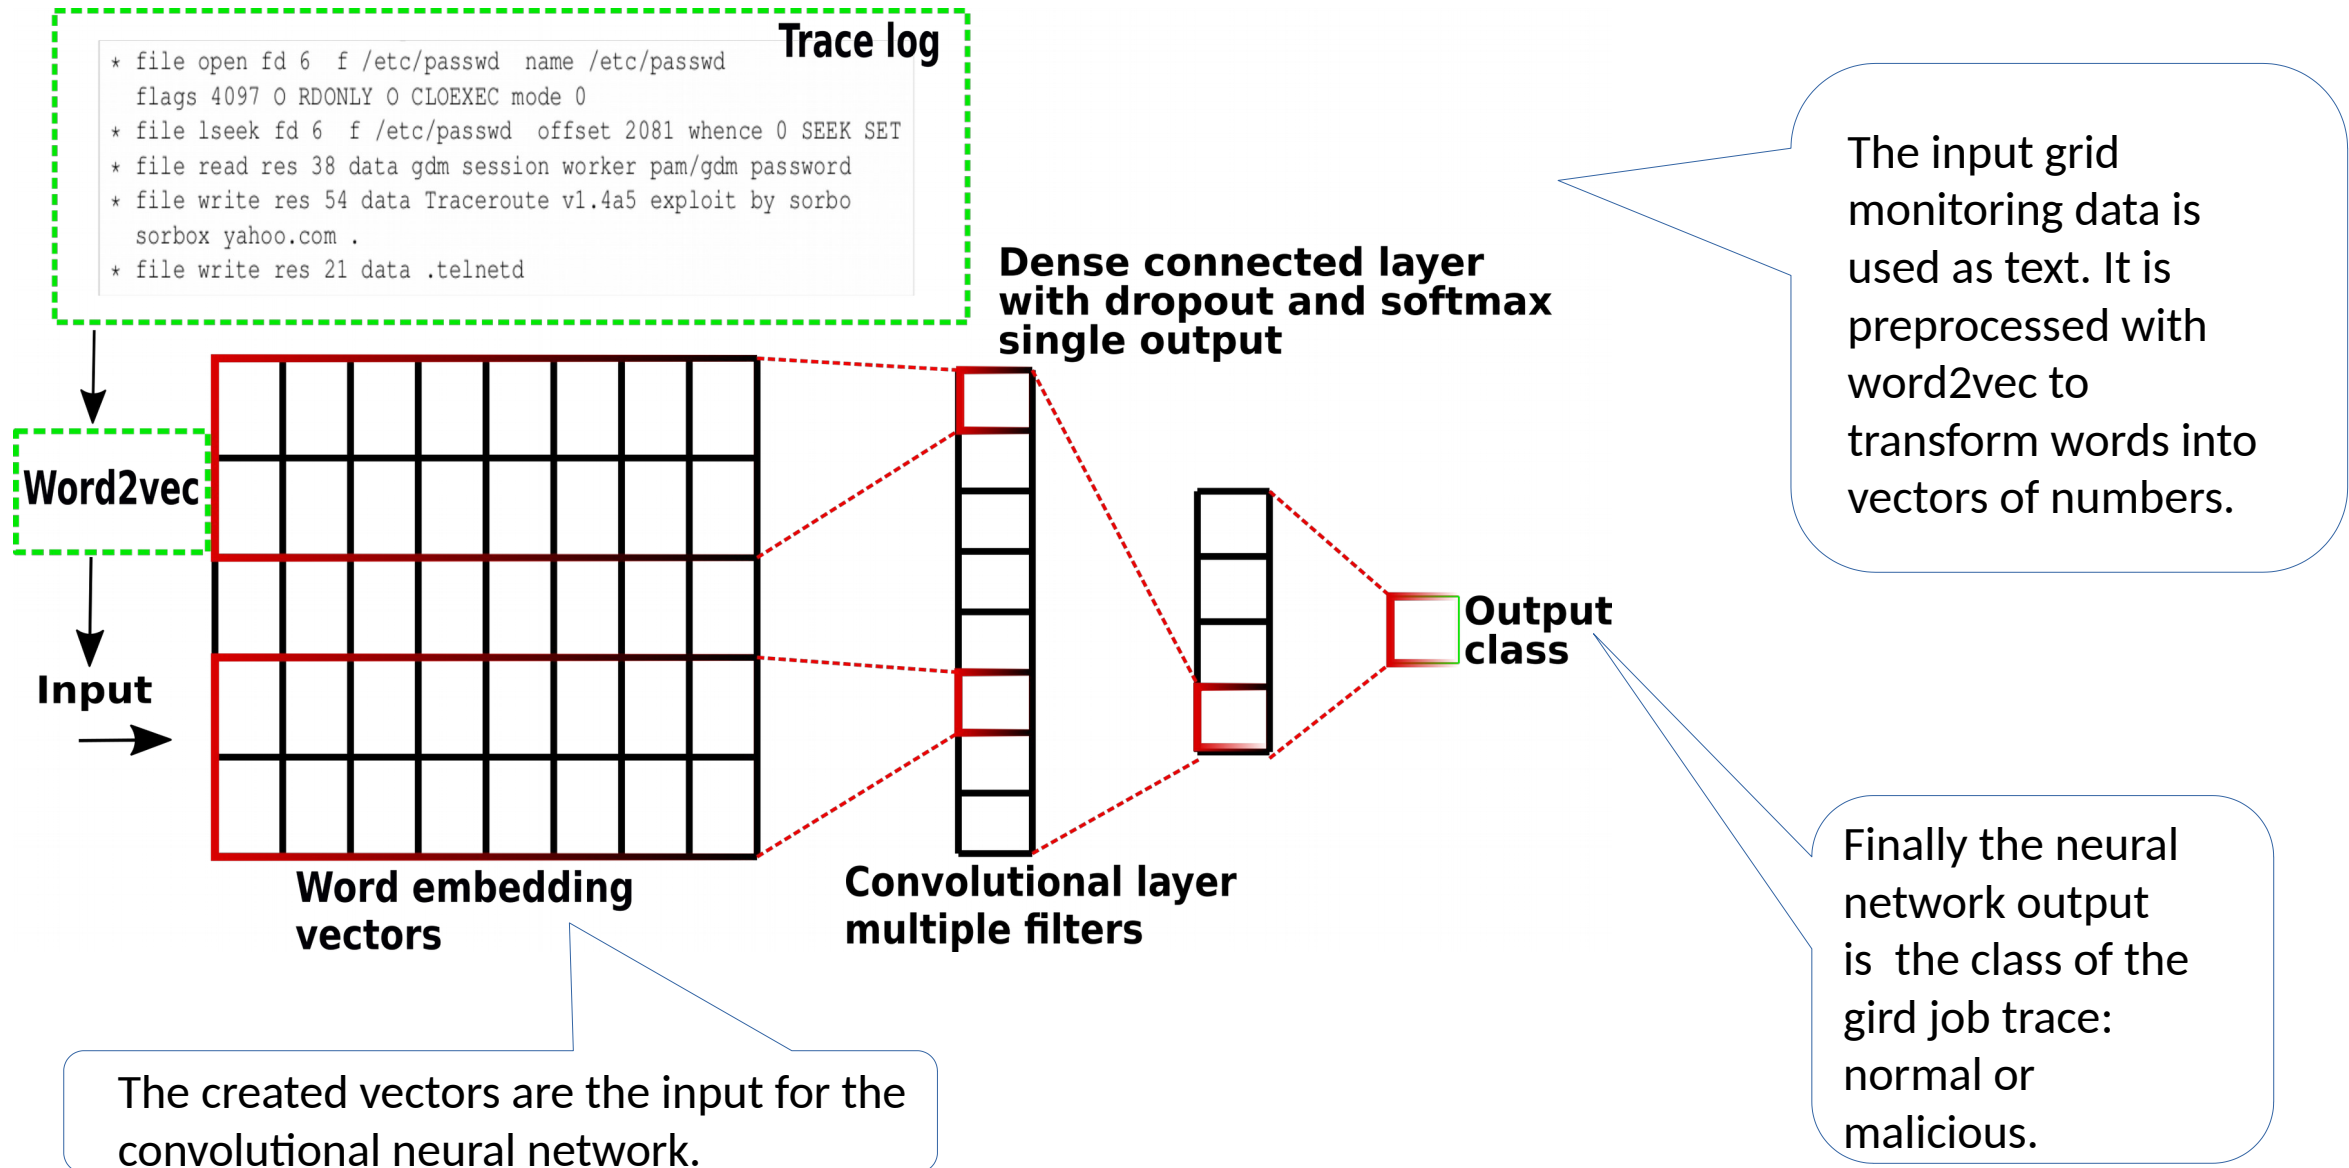 Trace log
* file open fd 6  f /etc/passwd  name /etc/passwd
flags 4097 O RDONLY O CLOEXEC mode 0
* file lseek fd 6  f /etc/passwd  offset 2081 whence 0 SEEK SET
* file read res 38 data gdm session worker pam/gdm password
* file write res 54 data Traceroute v1.4a5 exploit by sorbo
sorbox yahoo.com .
* file write res 21 data .telnetd
The input grid
monitoring data is
used as text. It is
preprocessed with
word2vec to
transform words into
vectors of numbers.
Dense connected layer
with dropout and softmax
single output
Word2vec
Input
Output
class
Word embedding
vectors
Convolutional layer
multiple filters
Finally the neural
network output
is  the class of the
gird job trace:
normal or
malicious.
The created vectors are the input for the
convolutional neural network.